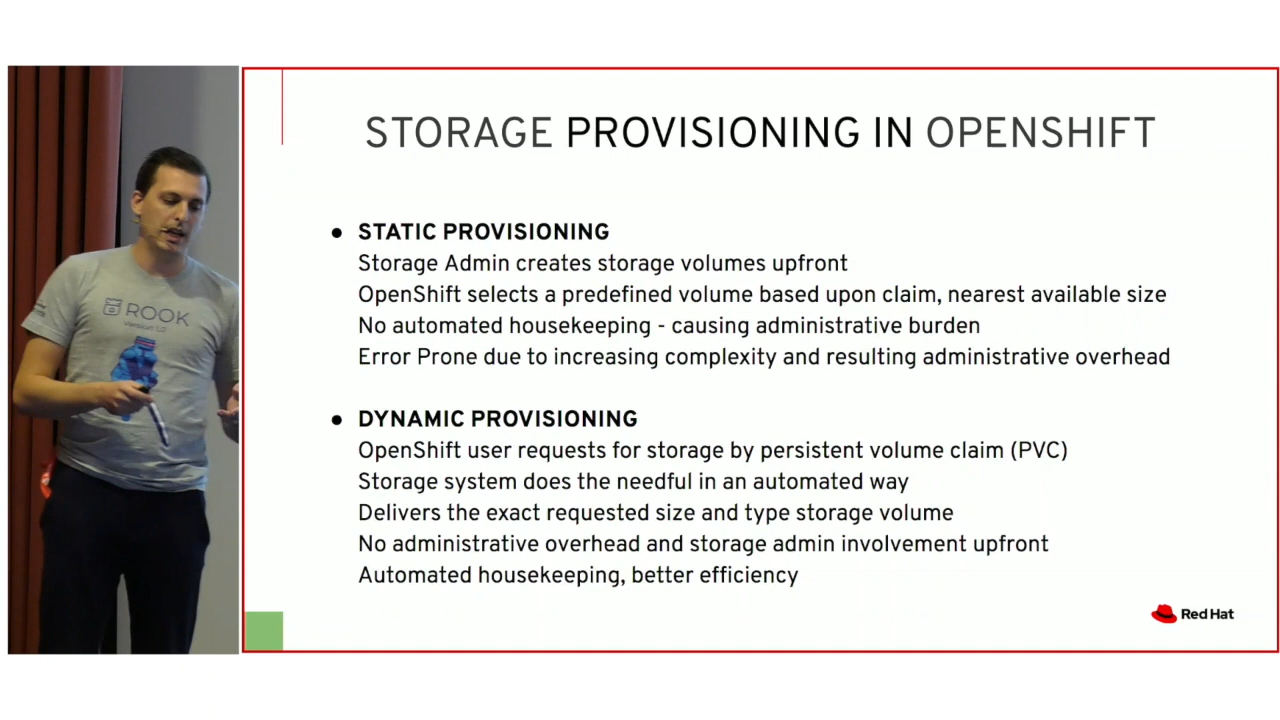 STORAGE PROVISIONING IN OPENSHIFT
ROOK
Version 1.0
● STATIC PROVISIONING
Storage Admin creates storage volumes upfront
OpenShift selects a predefined volume based upon claim, nearest available size
No automated housekeeping - causing administrative burden
Error Prone due to increasing complexity and resulting administrative overhead
● DYNAMIC PROVISIONING
OpenShift user requests for storage by persistent volume claim (PVC)
Storage system does the needful in an automated way
Delivers the exact requested size and type storage volume
No administrative overhead and storage admin involvement upfront
Automated housekeeping, better efficiency
Red Hat